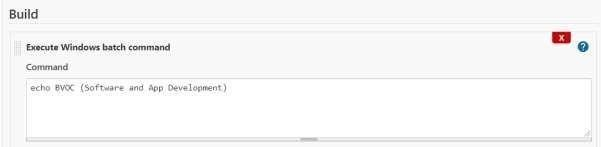 Build
Execute Windows batch command
X
?
Command
echo BVOC (Software and App Development)